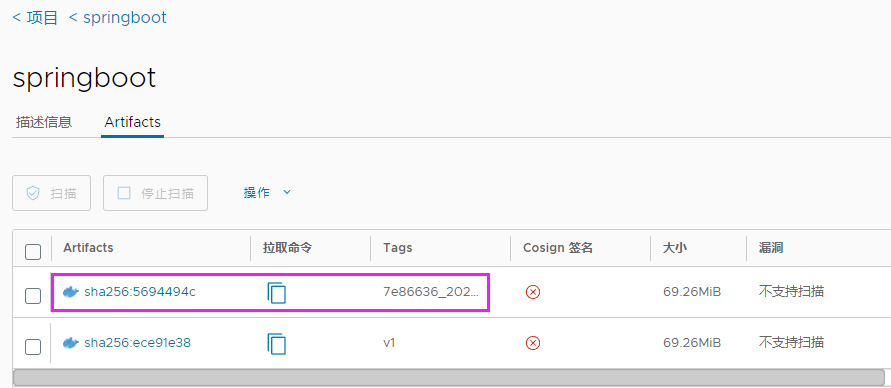 < 项目 < springboot
springboot
描述信息 Artifacts
扫描 停止扫描 操作
Artifacts 拉取命令 Tags Cosign 签名 大小 漏洞
sha256:5694494c 7e86636_202... 69.26MiB 不支持扫描
sha256:ece91e38 v1 69.26MiB 不支持扫描